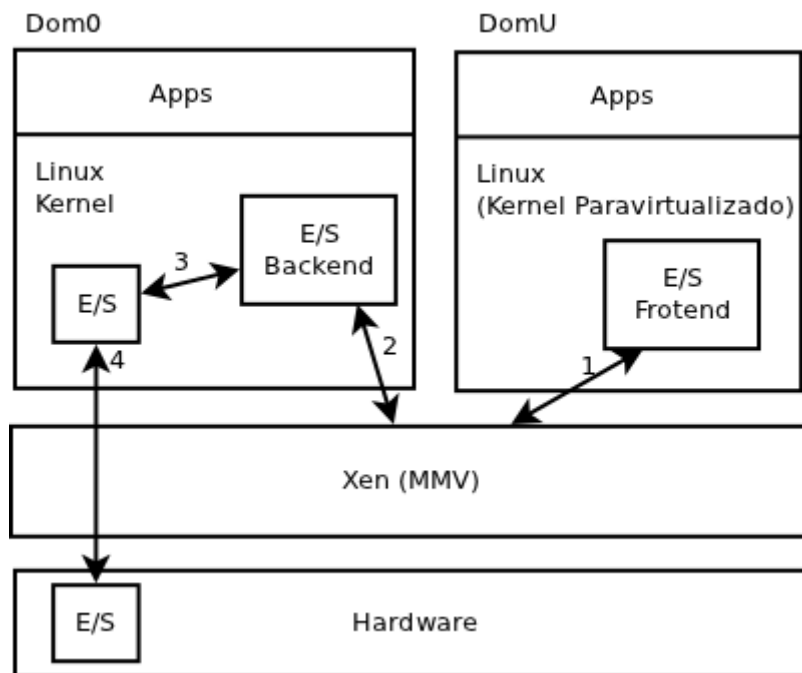 Dom0
DomU
Apps
Apps
Linux
Kernel
E/S
Backend
3
E/S
2
4
Linux
(Kernel Paravirtualizado)
E/S
Frotend
1
Xen (MMV)
E/S
Hardware